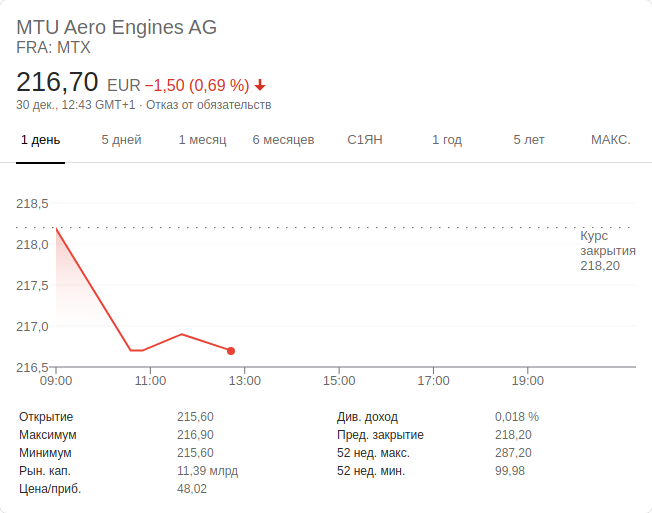 MTU Aero Engines AG
FRA: MTX
216,70 EUR −1,50 (0,69 %)
30 дек., 12:43 GMT+1 · Отказ от обязательств
1 день 5 дней 1 месяц 6 месяцев С1ЯН 1 год 5 лет МАКС.
218,5
218,0
217,5
217,0
216,5
Курс
закрытия
218,20
09:00 11:00 13:00 15:00 17:00 19:00
Открытие 215,60 Див. доход 0,018 %
Максимум 216,90 Пред. закрытие 218,20
Минимум 215,60 52 нед. макс. 287,20
Рын. кап. 11,39 млрд 52 нед. мин. 99,98
Цена/приб. 48,02